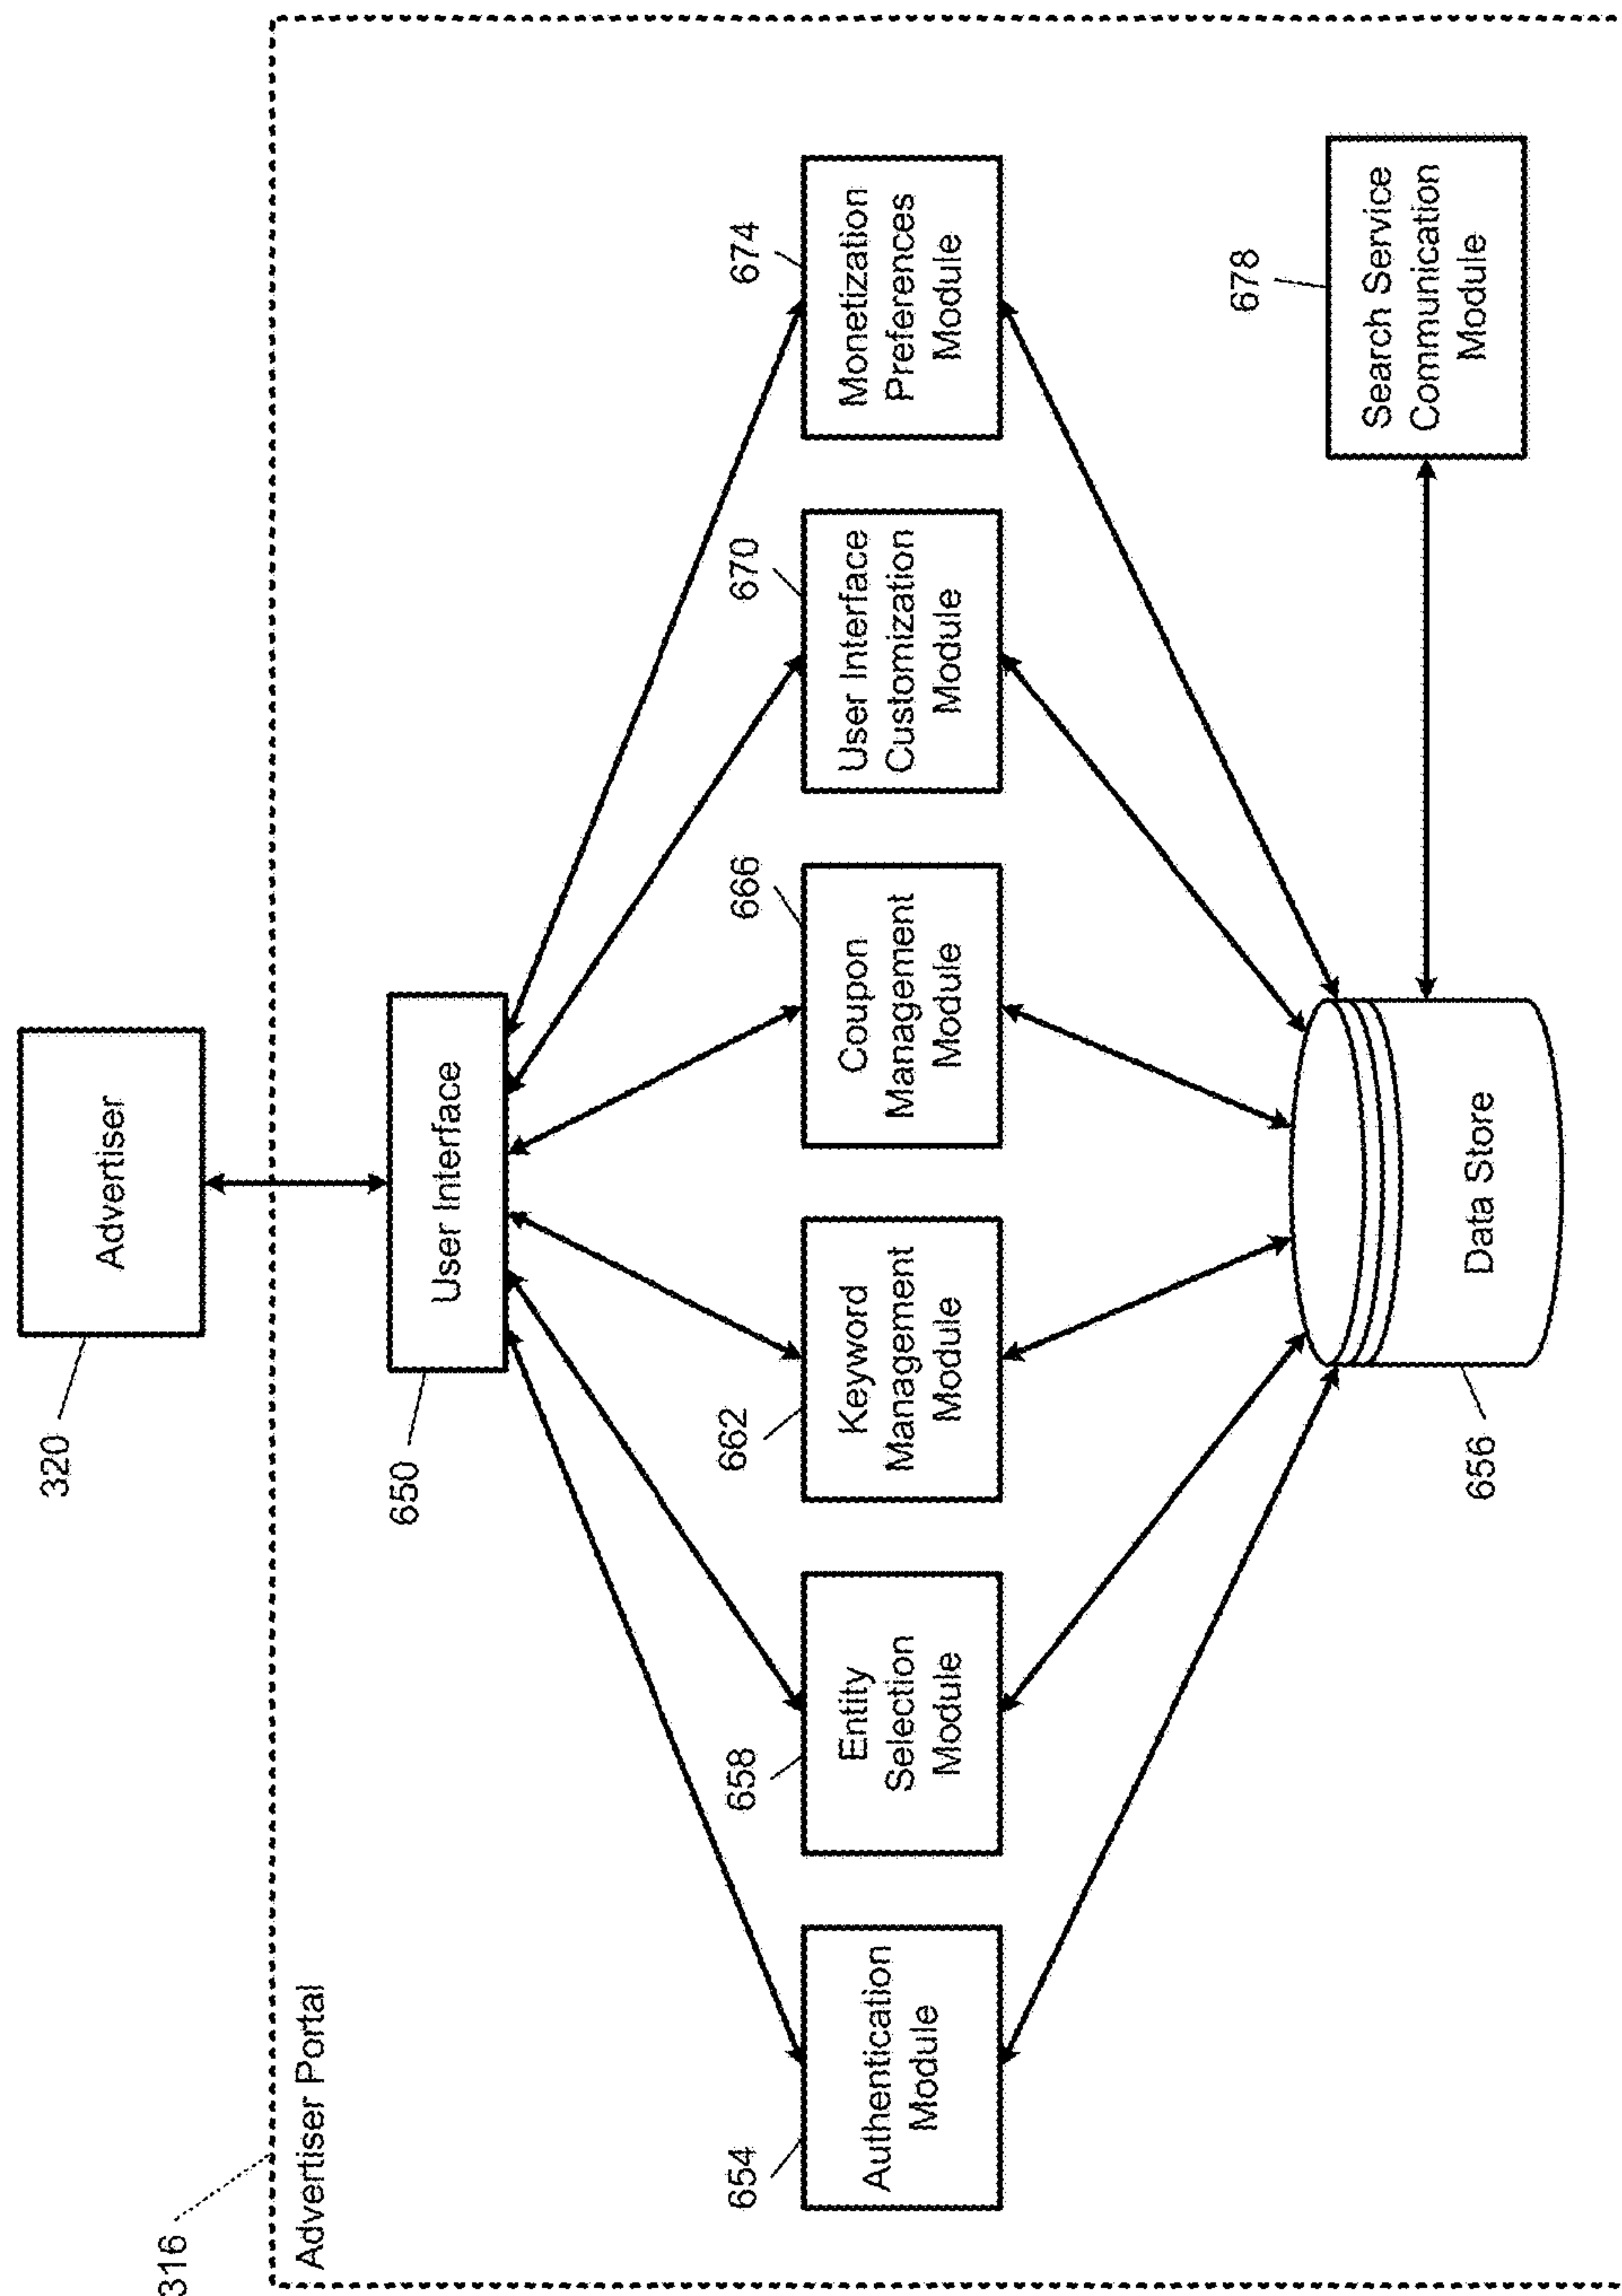 320
Advertiser
316
Advertiser Portal
650
User Interface
654
Authentication
Module
658
Entity
Selection
Module
662
Keyword
Management
Module
666
Coupon
Management
Module
670
User Interface
Customization
Module
674
Monetization
Preferences
Module
656
Data Store
678
Search Service
Communication
Module